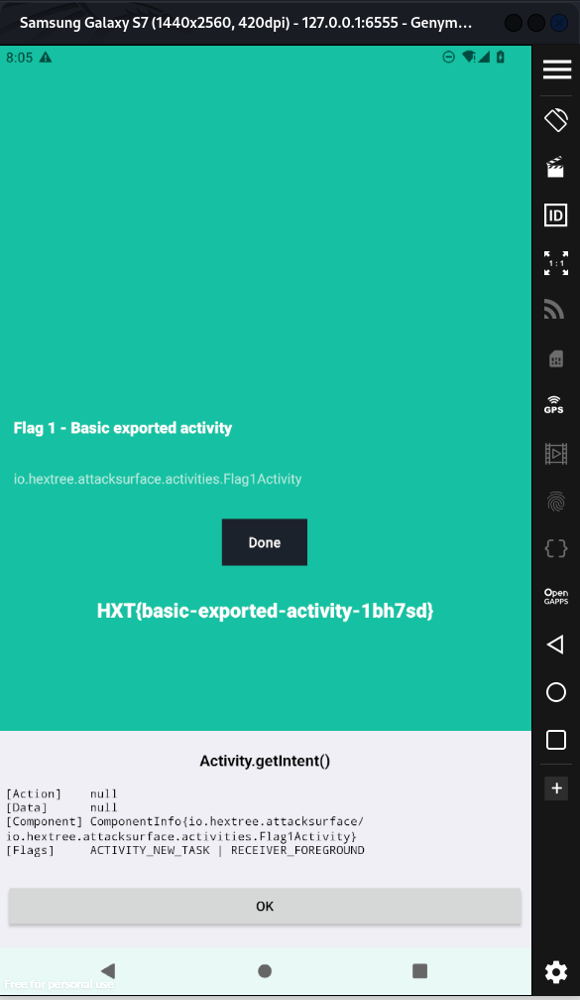 Samsung Galaxy S7 (1440x2560, 420dpi) - 127.0.0.1:6555 - Genym...
8:05
ID
1:1
GPS
Flag 1 - Basic exported activity
io.hextree.attacksurface.activities.Flag1Activity
Done
Open
GAPPS
HXT{basic-exported-activity-1bh7sd}
Activity.getIntent()
[Action] null
[Data] null
[Component] ComponentInfo{io.hextree.attacksurface/
io.hextree.attacksurface.activities.Flag1Activity}
[Flags] ACTIVITY_NEW_TASK | RECEIVER_FOREGROUND
OK
Free for personal use